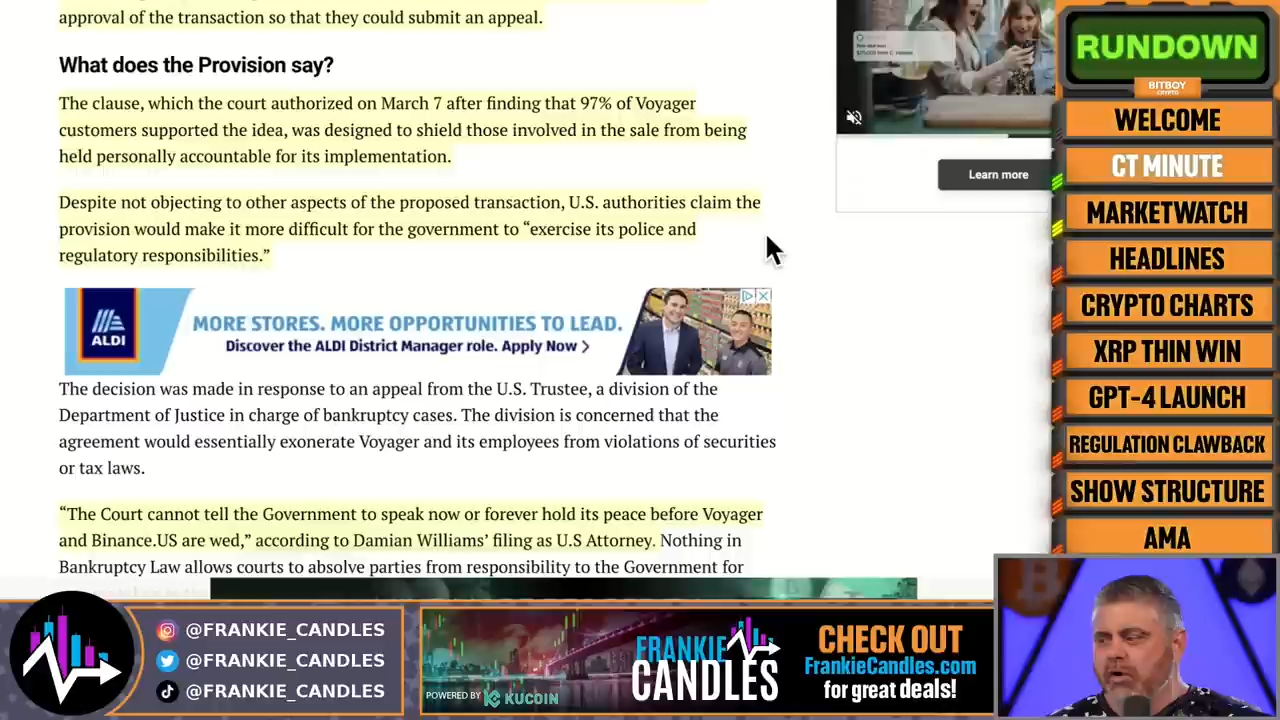 approval of the transaction so that they could submit an appeal.
What does the Provision say?
The clause, which the court authorized on March 7 after finding that 97% of Voyager
customers supported the idea, was designed to shield those involved in the sale from being
held personally accountable for its implementation.
Despite not objecting to other aspects of the proposed transaction, U.S. authorities claim the
provision would make it more difficult for the government to “exercise its police and
regulatory responsibilities.”
ALDI
MORE STORES. MORE OPPORTUNITIES TO LEAD.
Discover the ALDI District Manager role. Apply Now >
The decision was made in response to an appeal from the U.S. Trustee, a division of the
Department of Justice in charge of bankruptcy cases. The division is concerned that the
agreement would essentially exonerate Voyager and its employees from violations of securities
or tax laws.
“The Court cannot tell the Government to speak now or forever hold its peace before Voyager
and Binance.US are wed,” according to Damian Willians’ filing as U.S Attorney. Nothing in
Bankruptcy Law allows courts to absolve parties from responsibility to the Government for
Learn more
RUNDOWN
BITBOY
CRYPTO
WELCOME
CT MINUTE
MARKETWATCH
HEADLINES
CRYPTO CHARTS
XRP THIN WIN
GPT-4 LAUNCH
REGULATION CLAWBACK
SHOW STRUCTURE
AMA
@FRANKIE_CANDLES
@FRANKIE_CANDLES
@FRANKIE_CANDLES
POWERED BY KUCOIN
FRANKIE
CANDLES
CHECK OUT
FrankieCandles.com
for great deals!